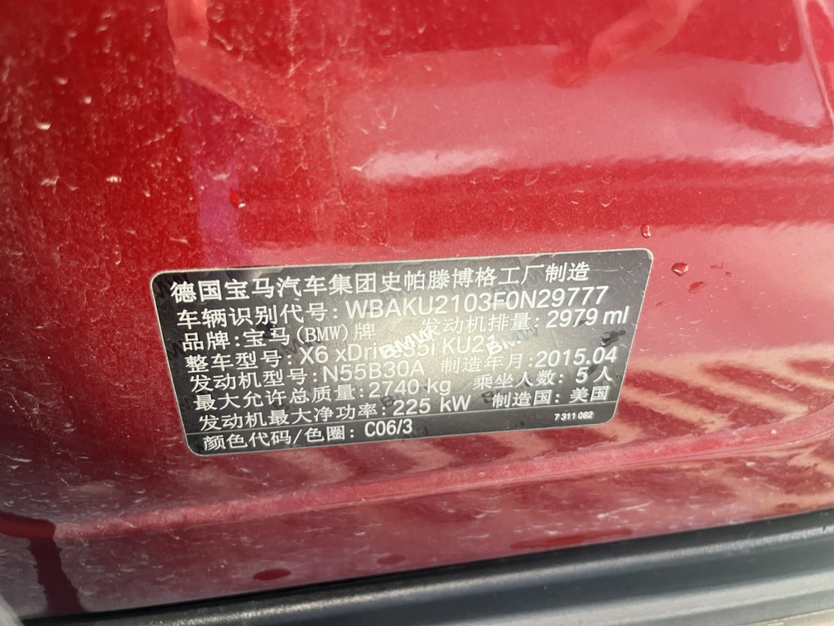 德国宝马汽车集团史帕滕博格工厂制造
车辆识别代号: WBAKU2103F0N29777
品牌: 宝马(BMW)牌 发动机排量: 2979 ml
整车型号: X6 xDrive35i KU21
发动机型号: N55B30A 制造年月: 2015.04
最大允许总质量: 2740 kg 乘坐人数: 5 人
发动机最大净功率: 225 kW 制造国: 美国
颜色代码/色圈: C06/3 7 311 082